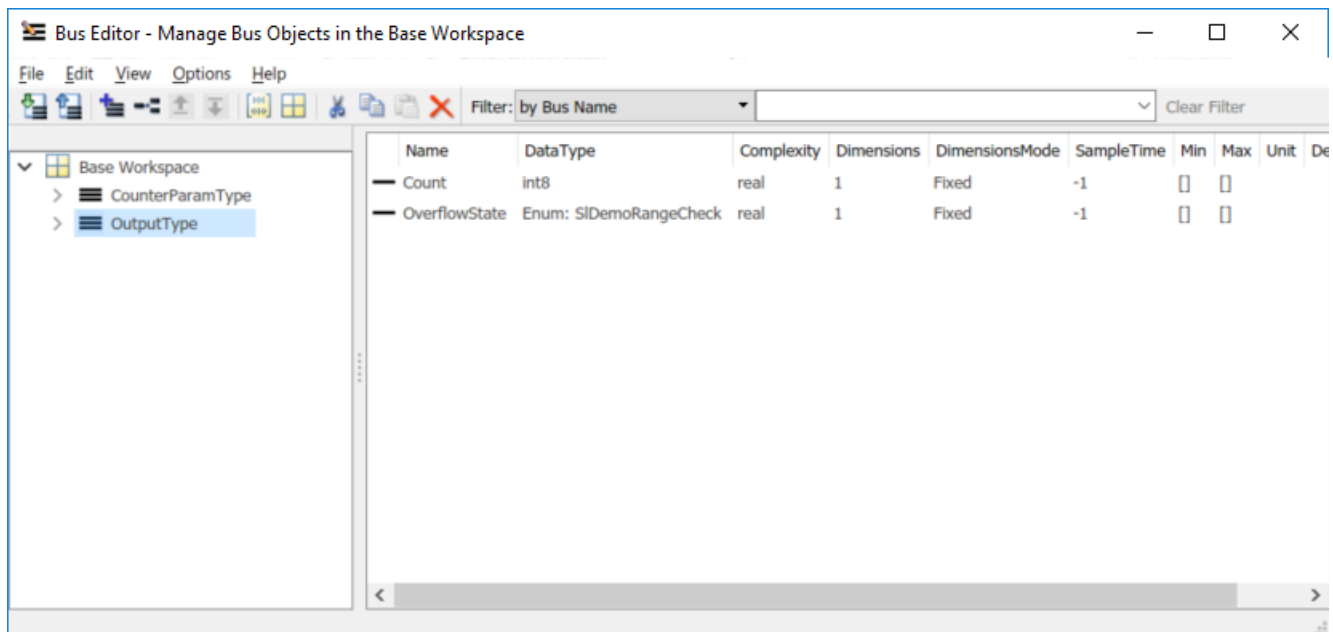 Bus Editor - Manage Bus Objects in the Base Workspace
File Edit View Options Help
Filter: by Bus Name Clear Filter
Base Workspace
CounterParamType
OutputType
Name DataType Complexity Dimensions DimensionsMode SampleTime Min Max Unit De
Count int8 real 1 Fixed -1 [] []
OverflowState Enum: SlDemoRangeCheck real 1 Fixed -1 [] []